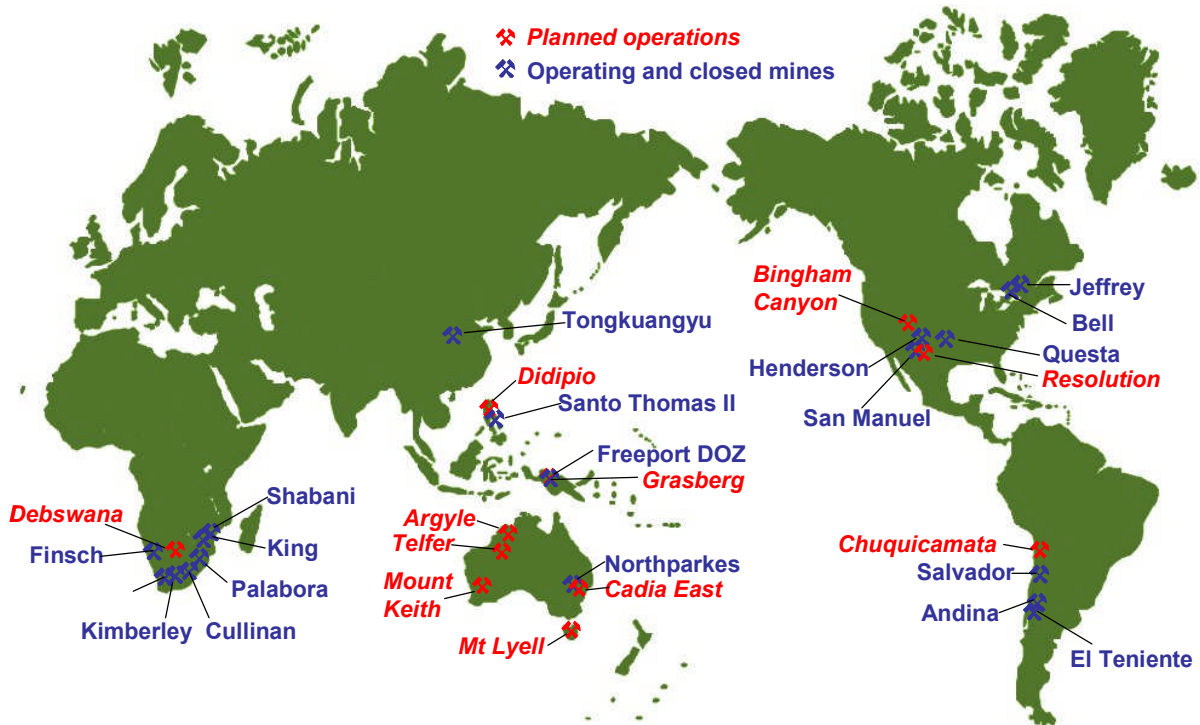 Planned operations
Operating and closed mines
Bingham
Canyon
Jeffrey
Bell
Tongkuangyu
Henderson
Questa
Resolution
San Manuel
Didipio
Santo Thomas II
Freeport DOZ
Grasberg
Shabani
Debswana
Finsch
King
Palabora
Kimberley
Cullinan
Argyle
Telfer
Mount
Keith
Northparkes
Cadia East
Mt Lyell
Chuquicamata
Salvador
Andina
El Teniente